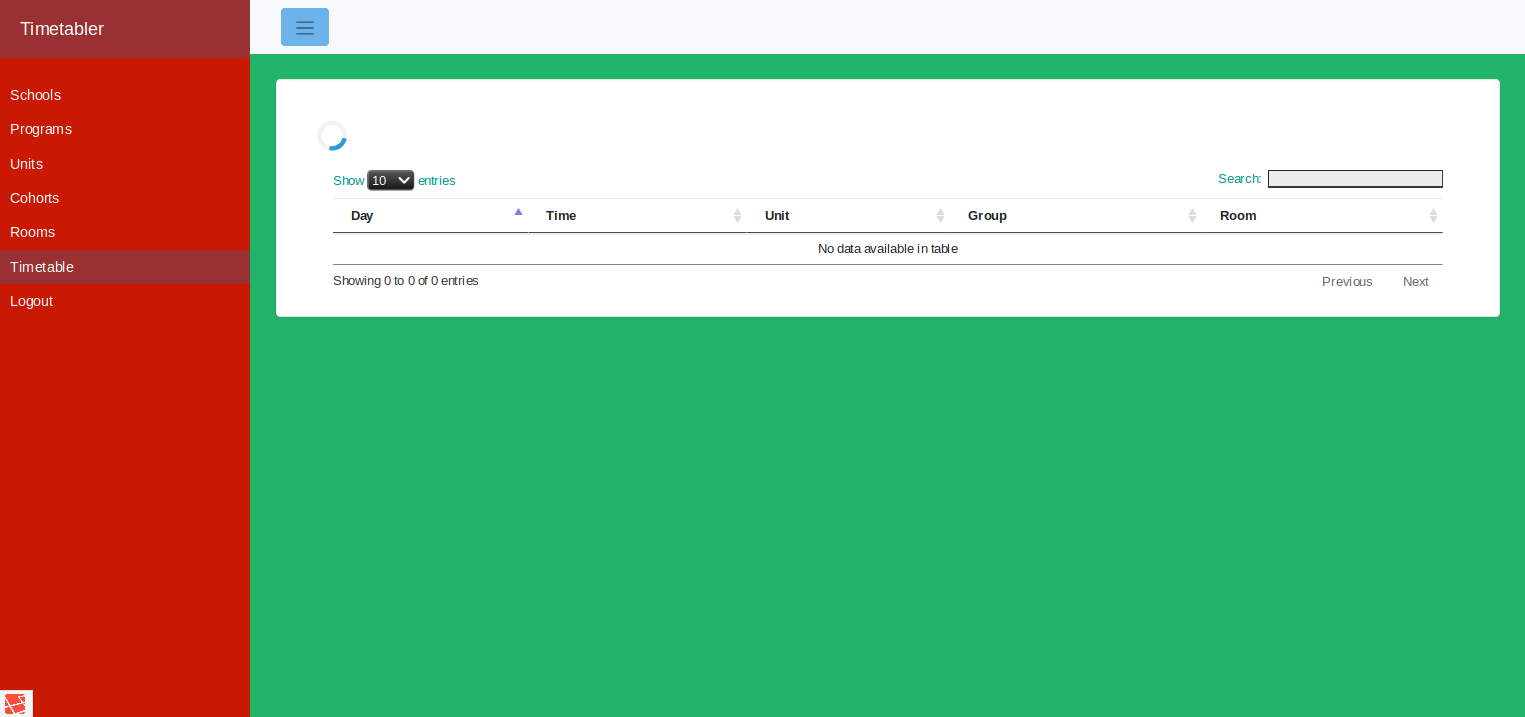 Timetabler
Schools
Programs
Units
Cohorts
Rooms
Timetable
Logout
Show 10 entries
Search:
Day Time Unit Group Room
No data available in table
Showing 0 to 0 of 0 entries
Previous Next